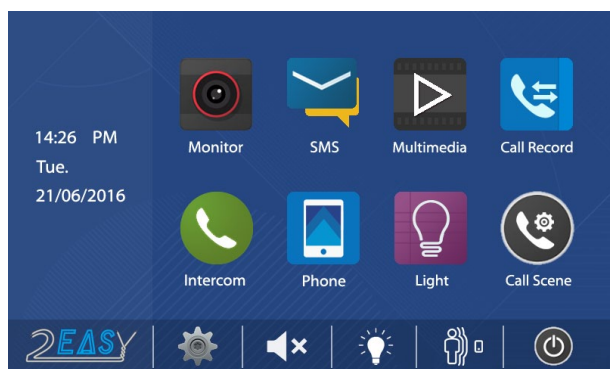 14:26 PM
Tue.
21/06/2016
Monitor
SMS
Multimedia
Call Record
Intercom
Phone
Light
Call Scene
2EASY